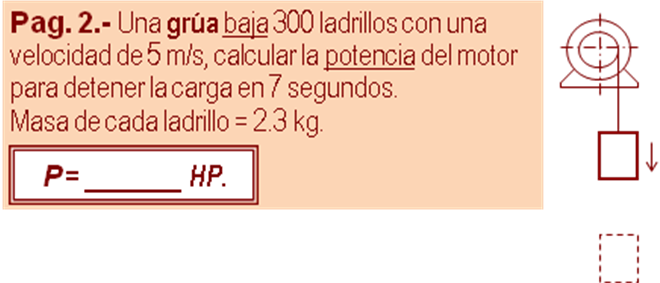 Pag. 2.- Una grúa baja 300 ladrillos con una
velocidad de 5 m/s, calcular la potencia del motor
para detener la carga en 7 segundos.
Masa de cada ladrillo = 2.3 kg.
P= ______ HP.